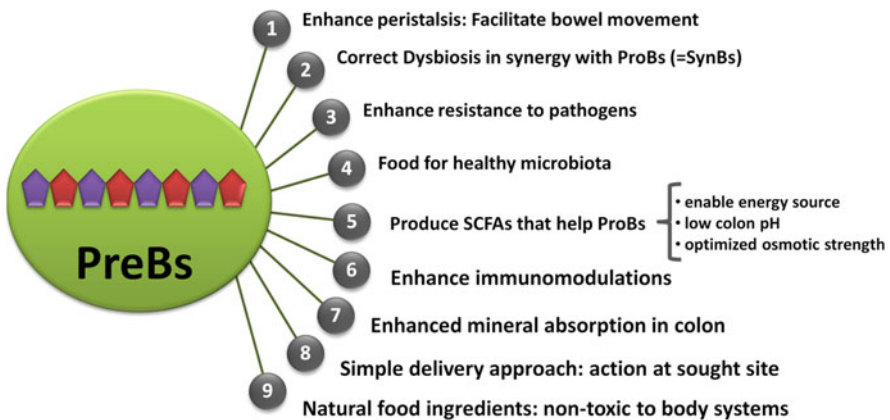 1 Enhance peristalsis: Facilitate bowel movement
2 Correct Dysbiosis in synergy with ProBs (=SynBs)
3 Enhance resistance to pathogens
4 Food for healthy microbiota
5 Produce SCFAs that help ProBs
• enable energy source
• low colon pH
• optimized osmotic strength
PreBs
6 Enhance immunomodulations
7 Enhanced mineral absorption in colon
8 Simple delivery approach: action at sought site
9 Natural food ingredients: non-toxic to body systems